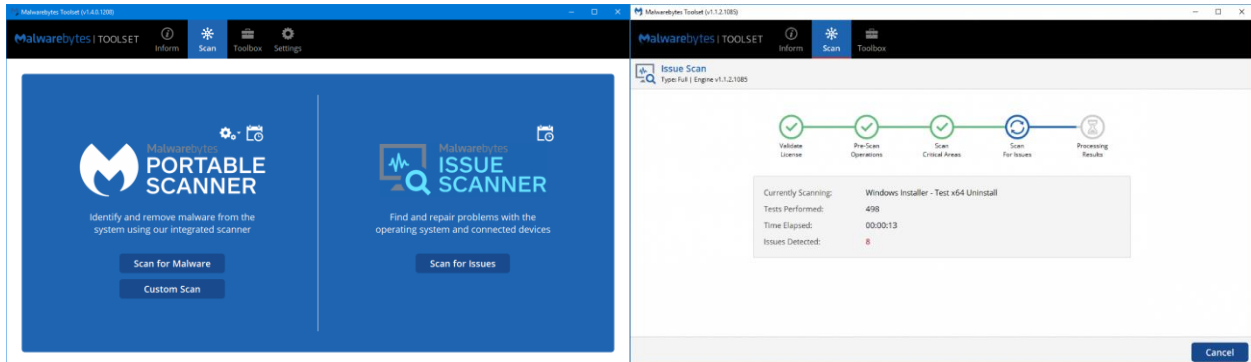 Malwarebytes Toolset (v1.4.0.1200)
Malwarebytes | TOOLSET
Inform
Scan
Toolbox
Settings
Malwarebytes
PORTABLE
SCANNER
Identify and remove malware from the
system using our integrated scanner
Scan for Malware
Custom Scan
Malwarebytes
ISSUE
SCANNER
Find and repair problems with the
operating system and connected devices
Scan for Issues
Malwarebytes Toolset (v1.1.2.1085)
Malwarebytes | TOOLSET
Inform
Scan
Toolbox
Issue Scan
Type: Full | Engine v1.1.2.1085
Validate
License
Pre-Scan
Operations
Scan
Critical Areas
Scan
For Issues
Processing
Results
Currently Scanning: Windows Installer - Test x64 Uninstall
Tests Performed: 498
Time Elapsed: 00:00:13
Issues Detected: 8
Cancel